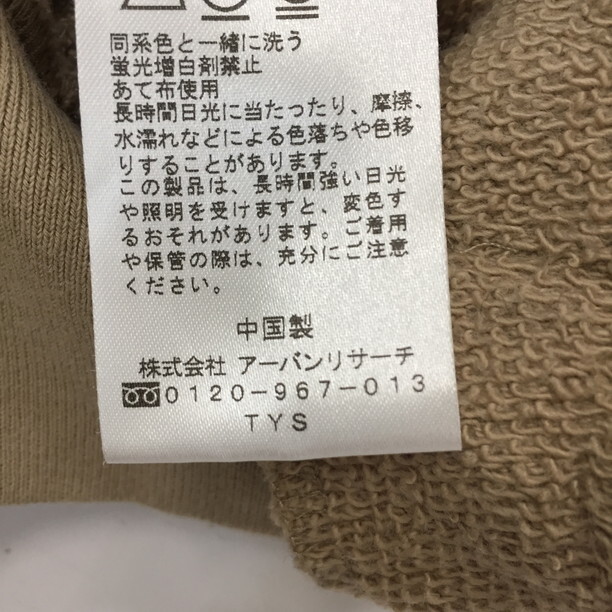 同系色と一緒に洗う
蛍光増白剤禁止
あて布使用
長時間日光に当たったり、摩擦、
水濡れなどによる色落ちや色移
りすることがあります。
この製品は、長時間強い日光
や照明を受けますと、変色す
るおそれがあります。ご着用
や保管の際は、充分にご注意
ください。
中国製
株式会社 アーバンリサーチ
0120-967-013
TYS